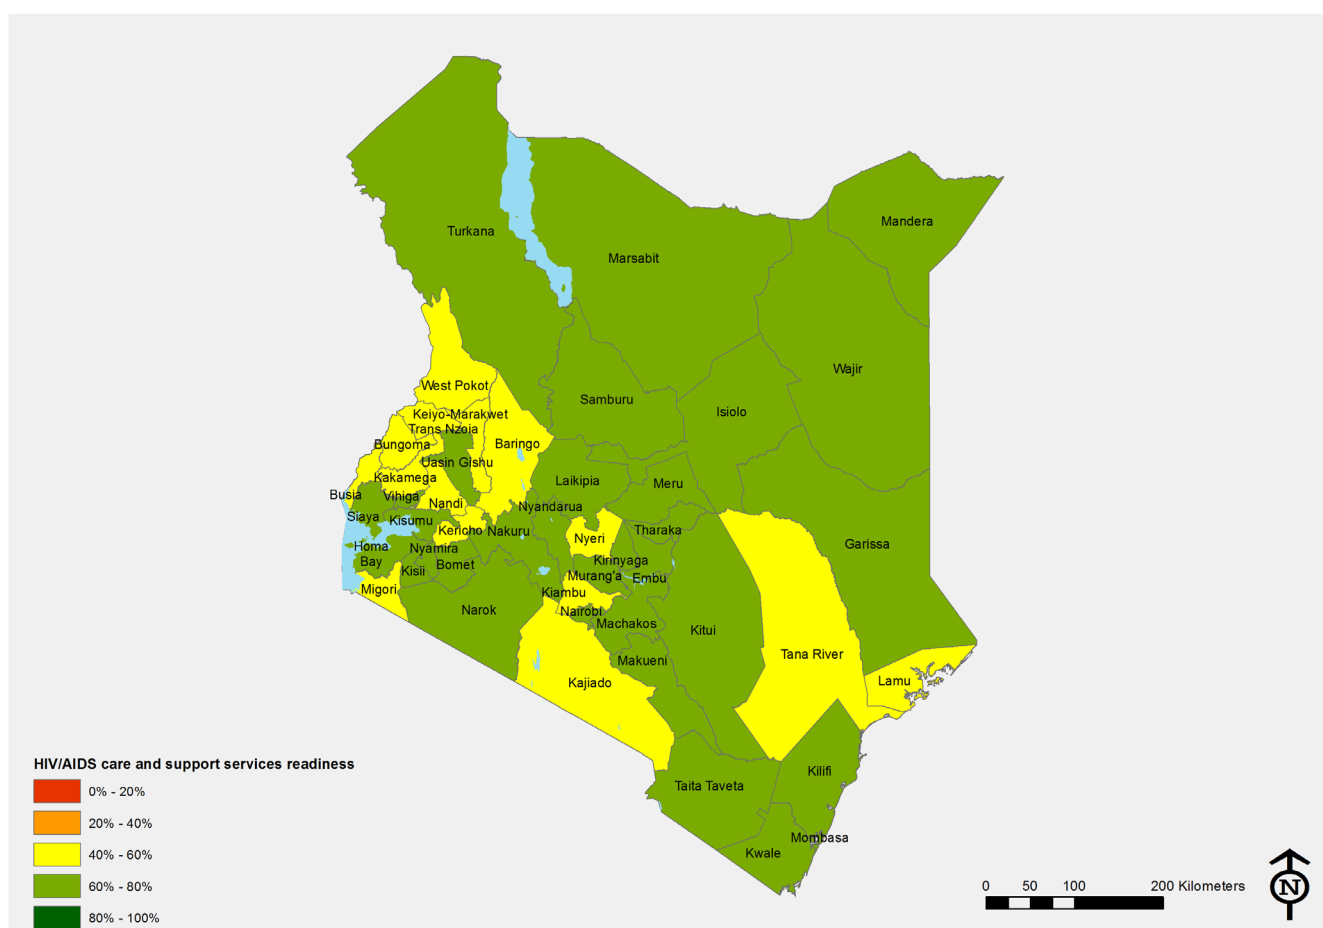 Turkana
Mandera
Marsabit
Wajir
West Pokot
Samburu
Isiolo
Keiyo-Marakwet
Trans Nzoia
Bungoma
Baringo
Uasin Gishu
Kakamega
Laikipia
Meru
Busia
Vihiga
Nandi
Nyandarua
Siaya
Kisumu
Kericho
Nakuru
Tharaka
Nyeri
Garissa
Homa
Bay
Nyamira
Kirinyaga
Bomet
Kisii
Murang'a
Embu
Migori
Kiambu
Narok
Nairobi
Machakos
Kitui
Tana River
Makueni
Kajiado
Lamu
Kilifi
Taita Taveta
Mombasa
Kwale
HIV/AIDS care and support services readiness
0% - 20%
20% - 40%
40% - 60%
60% - 80%
80% - 100%
0 50 100 200 Kilometers
N